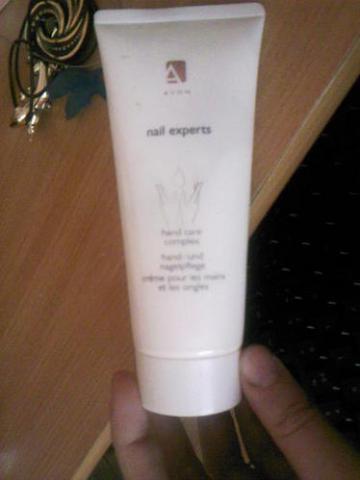 AVON
nail experts
hand care
complex
hand- und
nagelpflege
crème pour les mains
et les ongles